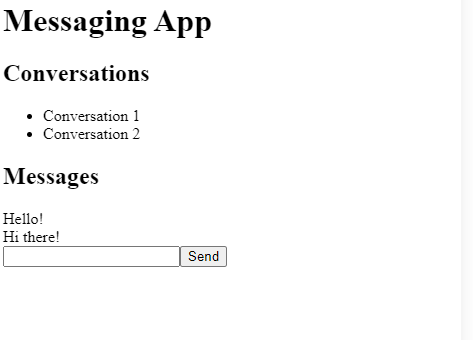 Messaging App
Conversations
Conversation 1
Conversation 2
Messages
Hello!
Hi there!
Send